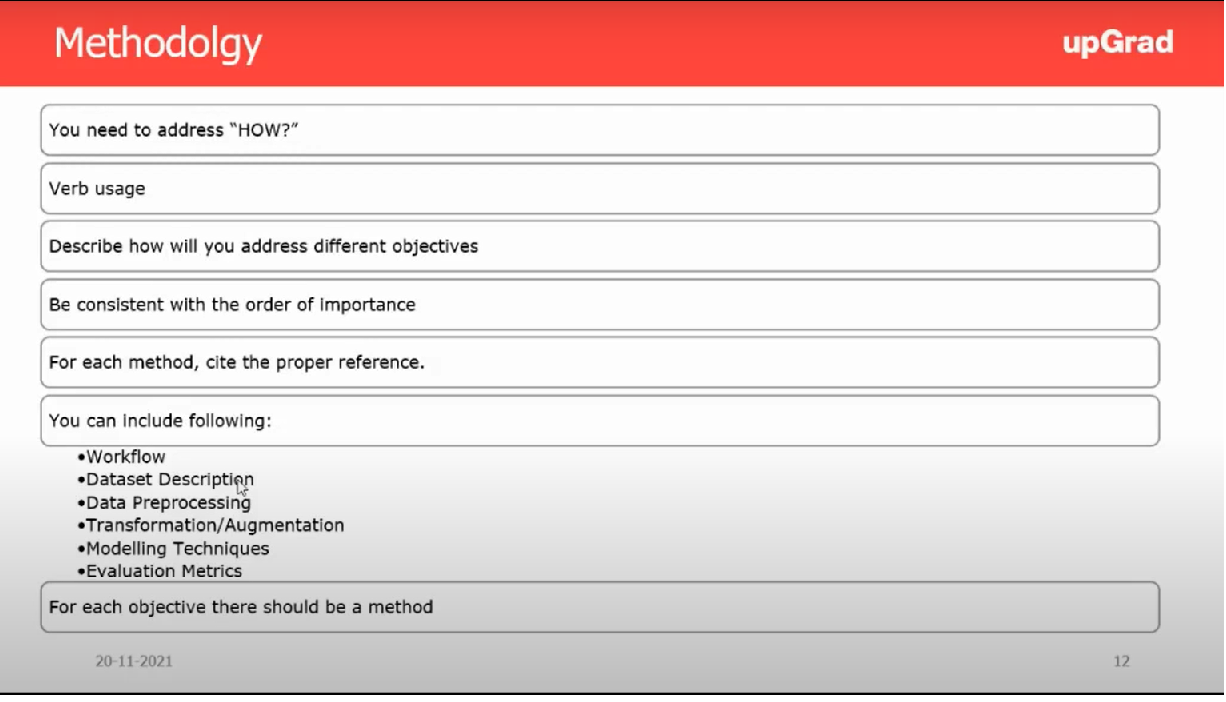 Methodolgy
upGrad
You need to address “HOW?”
Verb usage
Describe how will you address different objectives
Be consistent with the order of importance
For each method, cite the proper reference.
You can include following:
•Workflow
•Dataset Description
•Data Preprocessing
•Transformation/Augmentation
•Modelling Techniques
•Evaluation Metrics
For each objective there should be a method
20-11-2021
12